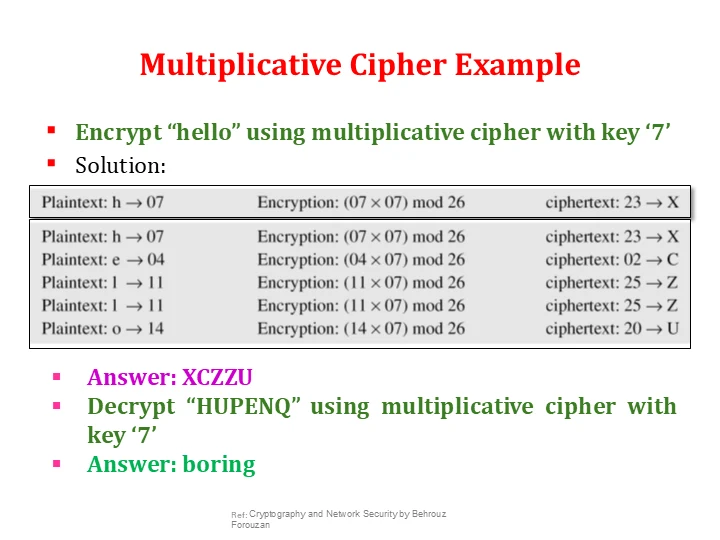 Multiplicative Cipher Example
▪ Encrypt “hello” using multiplicative cipher with key ‘7’
▪ Solution:
Plaintext: h → 07 Encryption: (07 × 07) mod 26 ciphertext: 23 → X
Plaintext: h → 07 Encryption: (07 × 07) mod 26 ciphertext: 23 → X
Plaintext: e → 04 Encryption: (04 × 07) mod 26 ciphertext: 02 → C
Plaintext: l → 11 Encryption: (11 × 07) mod 26 ciphertext: 25 → Z
Plaintext: l → 11 Encryption: (11 × 07) mod 26 ciphertext: 25 → Z
Plaintext: o → 14 Encryption: (14 × 07) mod 26 ciphertext: 20 → U
▪ Answer: XCZZU
▪ Decrypt “HUPENQ” using multiplicative cipher with
key ‘7’
▪ Answer: boring
Ref: Cryptography and Network Security by Behrouz
Forouzan